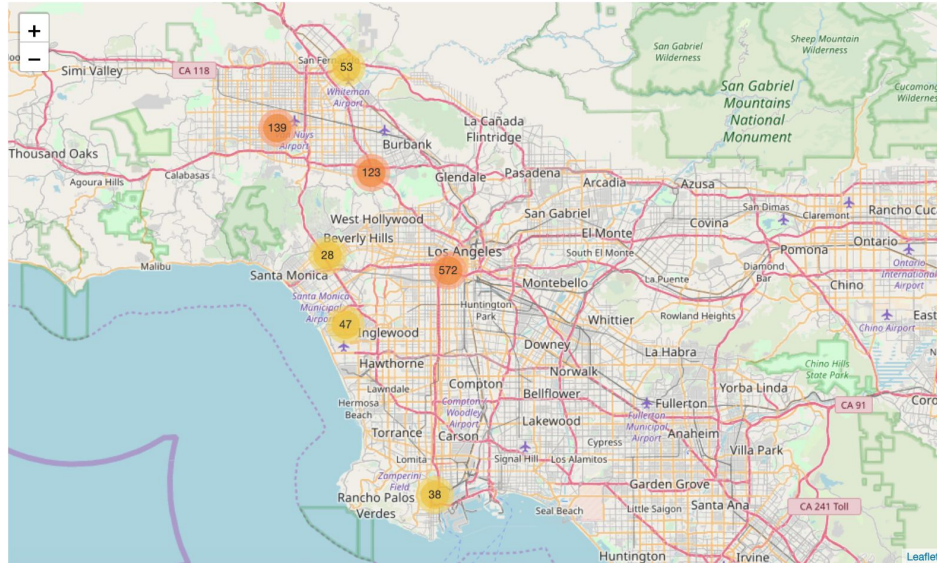 +
−
Simi Valley
CA 118
53
Whiteman
Airport
San Gabriel
Wilderness
Sheep Mountain
Wilderness
San Gabriel
Mountains
National
Monument
139
Nuys
Airport
Burbank
La Cañada
Flintridge
Thousand Oaks
Agoura Hills
Calabasas
123
Glendale
Pasadena
Arcadia
Azusa
San Dimas
Claremont
Rancho Cuca
West Hollywood
Beverly Hills
San Gabriel
El Monte
Covina
Pomona
Ontario
28
Los Angeles
572
South El Monte
Malibu
Santa Monica
Montebello
La Puente
Diamond
Bar
Chino
Ontario
International
Airport
Santa Monica
Municipal
47
Huntington
Park
Whittier
Rowland Heights
Chino Airport
East
Inglewood
Hawthorne
Downey
La Habra
Norwalk
Chino Hills
State Park
Lawndale
Compton
Bellflower
Yorba Linda
Hermosa
Beach
Compton
Woodley
Airport
Fullerton
Fullerton
Municipal
Airport
CA 91
Cord
Torrance
Carson
Lakewood
Cypress
Anaheim
Villa Park
Lomita
Signal Hill
Los Alamitos
Zamperini
Field
38
Rancho Palos
Verdes
Seal Beach
Garden Grove
Little Saigon
Santa Ana
CA 241 Toll
Huntington
Irvine
Leaflet